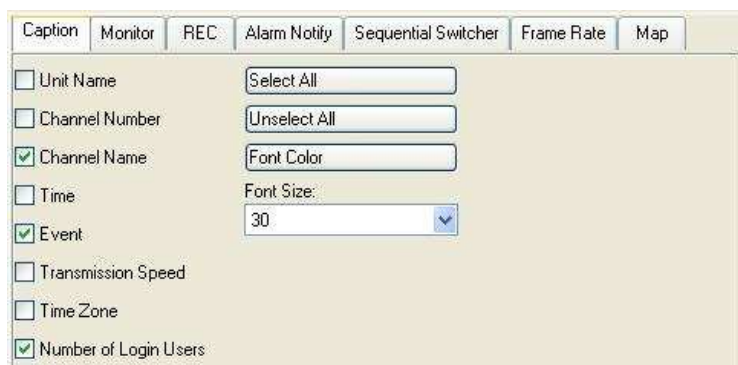 Caption Monitor REC Alarm Notify Sequential Switcher Frame Rate Map
Unit Name Select All
Channel Number Unselect All
Channel Name Font Color
Time Font Size:
30
Event
Transmission Speed
Time Zone
Number of Login Users